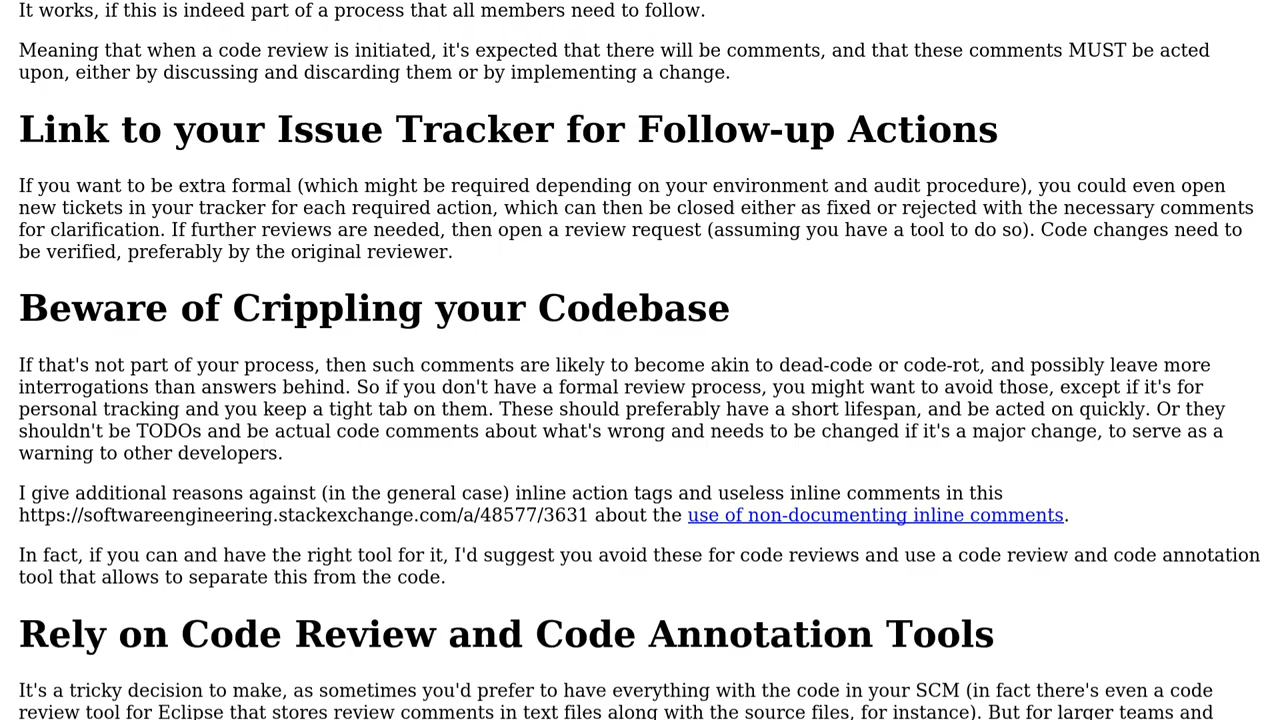 It works, if this is indeed part of a process that all members need to follow.
Meaning that when a code review is initiated, it's expected that there will be comments, and that these comments MUST be acted
upon, either by discussing and discarding them or by implementing a change.
Link to your Issue Tracker for Follow-up Actions
If you want to be extra formal (which might be required depending on your environment and audit procedure), you could even open
new tickets in your tracker for each required action, which can then be closed either as fixed or rejected with the necessary comments
for clarification. If further reviews are needed, then open a review request (assuming you have a tool to do so). Code changes need to
be verified, preferably by the original reviewer.
Beware of Crippling your Codebase
If that's not part of your process, then such comments are likely to become akin to dead-code or code-rot, and possibly leave more
interrogations than answers behind. So if you don't have a formal review process, you might want to avoid those, except if it's for
personal tracking and you keep a tight tab on them. These should preferably have a short lifespan, and be acted on quickly. Or they
shouldn't be TODOs and be actual code comments about what's wrong and needs to be changed if it's a major change, to serve as a
warning to other developers.
I give additional reasons against (in the general case) inline action tags and useless inline comments in this
https://softwareengineering.stackexchange.com/a/48577/3631 about the use of non-documenting inline comments.
In fact, if you can and have the right tool for it, I'd suggest you avoid these for code reviews and use a code review and code annotation
tool that allows to separate this from the code.
Rely on Code Review and Code Annotation Tools
It's a tricky decision to make, as sometimes you'd prefer to have everything with the code in your SCM (in fact there's even a code
review tool for Eclipse that stores review comments in text files along with the source files, for instance). But for larger teams and